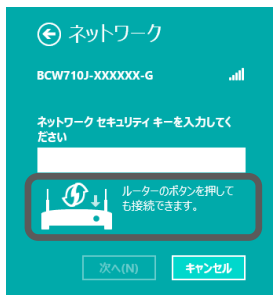 ネットワーク
BCW710J-XXXXXX-G
ネットワーク セキュリティ キーを入力してく
ださい
ルーターのボタンを押して
も接続できます。
次へ(N)
キャンセル